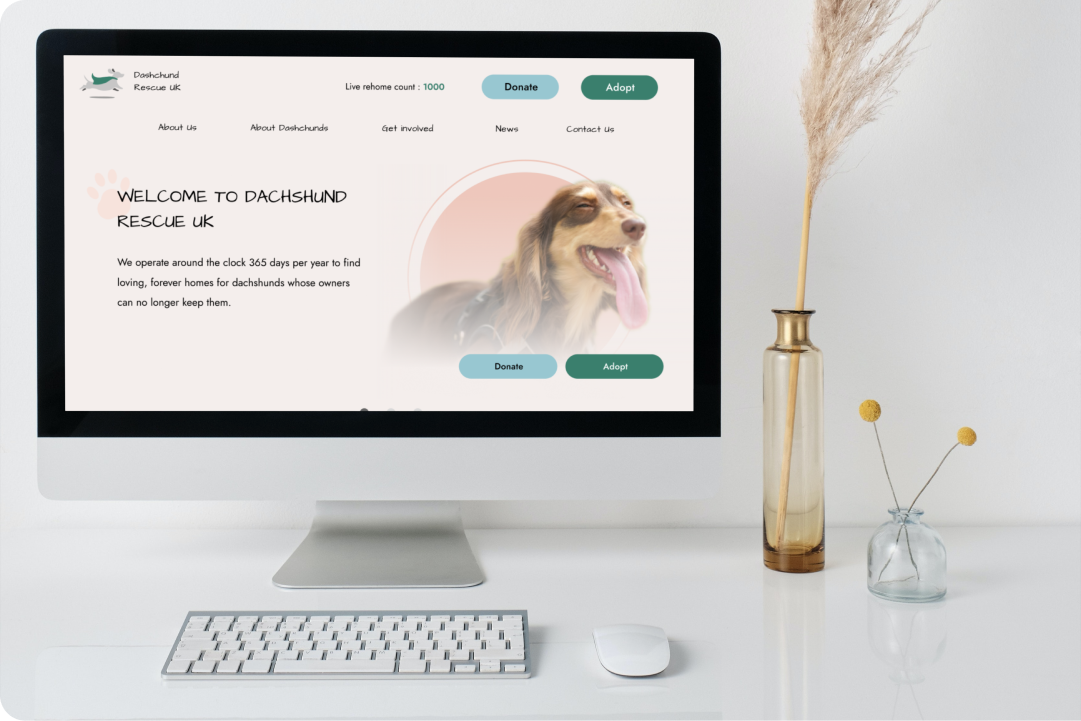 Dashchund
Rescue UK
Live rehome count : 1000
Donate
Adopt
About Us
About Dashchunds
Get involved
News
Contact Us
WELCOME TO DACHSHUND
RESCUE UK
We operate around the clock 365 days per year to find
loving, forever homes for dachshunds whose owners
can no longer keep them.
Donate
Adopt